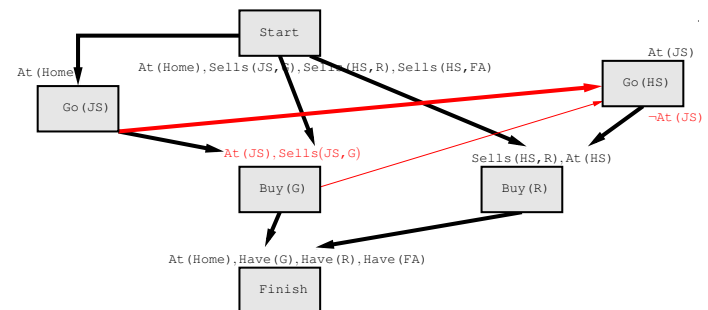 Start
At(JS)
At(Home)
At(Home),Sells(JS,G),Sells(HS,R),Sells(HS,FA)
Go(HS)
Go(JS)
¬At(JS)
At(JS),Sells(JS,G)
Sells(HS,R),At(HS)
Buy(G)
Buy(R)
At(Home),Have(G),Have(R),Have(FA)
Finish